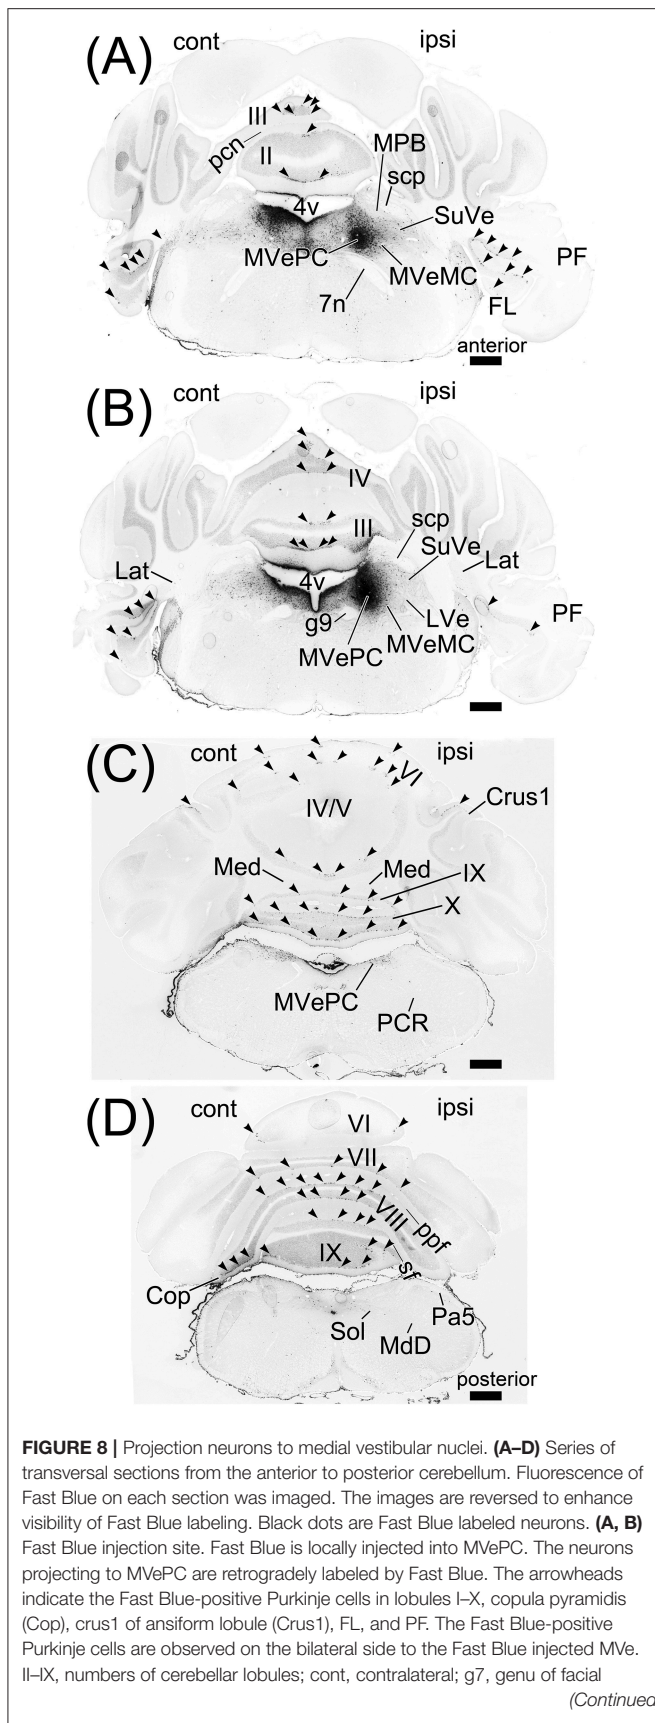 (A)
cont
ipsi
III
pcn
II
MPB
scp
4v
SuVe
MVePC
MVeMC
PF
7n
FL
anterior
(B)
cont
ipsi
IV
III
scp
SuVe
Lat
Lat
4v
LVe
PF
g9
MVeMC
MVePC
(C)
cont
ipsi
VI
Crus1
IV/V
Med
Med
IX
X
MVePC
PCR
(D)
cont
ipsi
VI
VII
VIII
ppf
IX
sf
Cop
Pa5
Sol
MdD
posterior
FIGURE 8 | Projection neurons to medial vestibular nuclei. (A–D) Series of
transversal sections from the anterior to posterior cerebellum. Fluorescence of
Fast Blue on each section was imaged. The images are reversed to enhance
visibility of Fast Blue labeling. Black dots are Fast Blue labeled neurons. (A, B)
Fast Blue injection site. Fast Blue is locally injected into MVePC. The neurons
projecting to MVePC are retrogradely labeled by Fast Blue. The arrowheads
indicate the Fast Blue-positive Purkinje cells in lobules I–X, copula pyramidis
(Cop), crus1 of ansiform lobule (Crus1), FL, and PF. The Fast Blue-positive
Purkinje cells are observed on the bilateral side to the Fast Blue injected MVe.
II–IX, numbers of cerebellar lobules; cont, contralateral; g7, genu of facial
(Continued